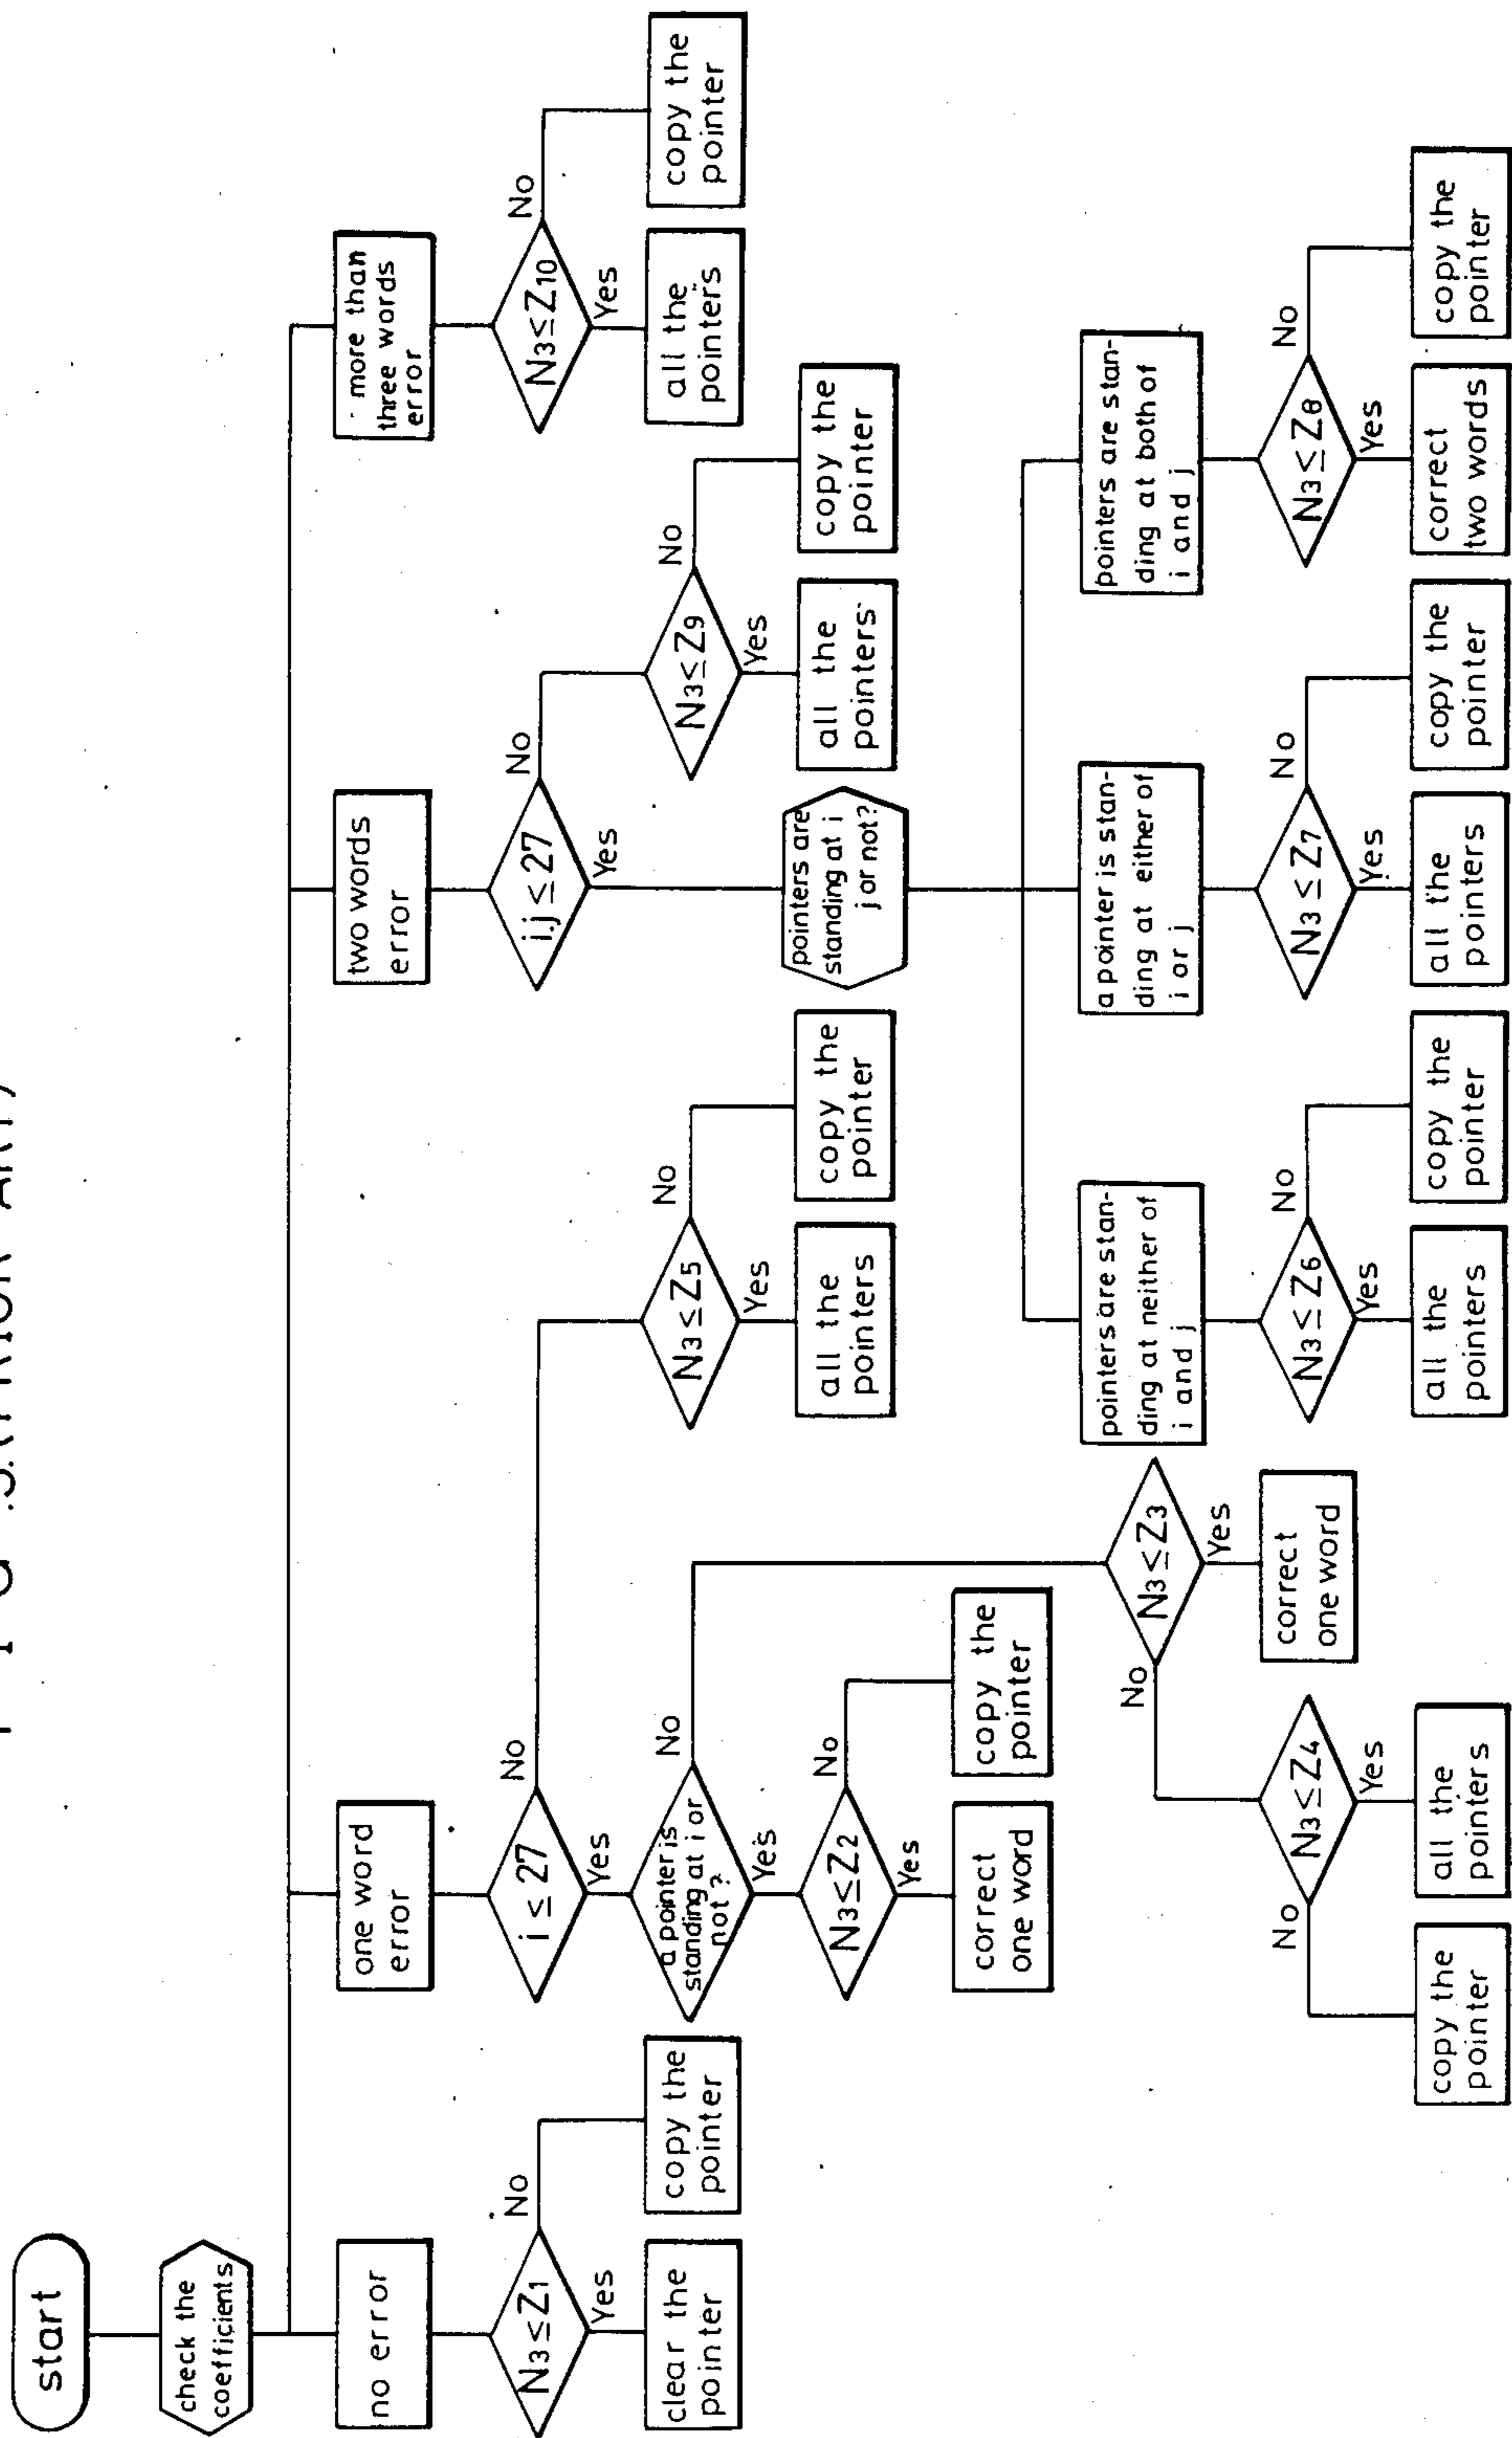 start
check the
coefficients
no error
N3≤Z1
No
Yes
clear the
pointer
copy the
pointer
one word
error
i ≤ 27
No
Yes
a pointer is
standing at i or
not?
No
Yes
N3≤Z2
No
Yes
correct
one word
copy the
pointer
N3≤Z3
No
Yes
correct
one word
N3≤Z4
No
Yes
copy the
pointer
all the
pointers
N3≤Z5
No
Yes
all the
pointers
copy the
pointer
two words
error
i.j ≤ 27
No
Yes
N3≤Z9
No
Yes
all the
pointers
copy the
pointer
pointers are
standing at i
j or not?
pointers are stan-
ding at neither of
i and j
N3≤Z6
No
Yes
all the
pointers
copy the
pointer
a pointer is stan-
ding at either of
i or j
N3≤Z7
No
Yes
all the
pointers
copy the
pointer
pointers are stan-
ding at both of
i and j
N3≤Z8
No
Yes
correct
two words
copy the
pointer
more than
three words
error
N3≤Z10
No
Yes
all the
pointers
copy the
pointer